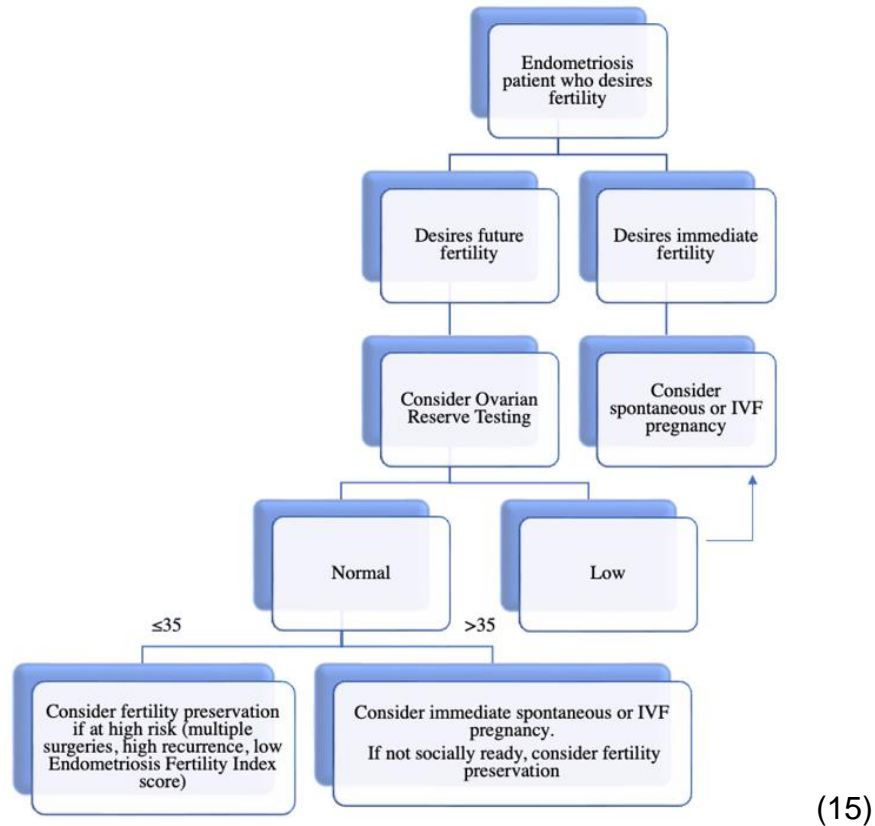 Endometriosis
patient who desires
fertility
Desires future
fertility
Desires immediate
fertility
Consider Ovarian
Reserve Testing
Consider
spontaneous or IVF
pregnancy
Normal
Low
≤35
>35
Consider fertility preservation
if at high risk (multiple
surgeries, high recurrence, low
Endometriosis Fertility Index
score)
Consider immediate spontaneous or IVF
pregnancy.
If not socially ready, consider fertility
preservation
(15)